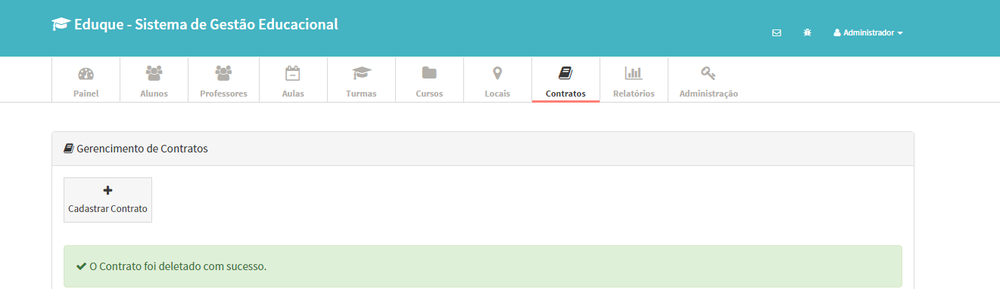 Eduque - Sistema de Gestão Educacional
Administrador
Painel
Alunos
Professores
Aulas
Turmas
Cursos
Locais
Contratos
Relatórios
Administração
Gerencimento de Contratos
Cadastrar Contrato
O Contrato foi deletado com sucesso.